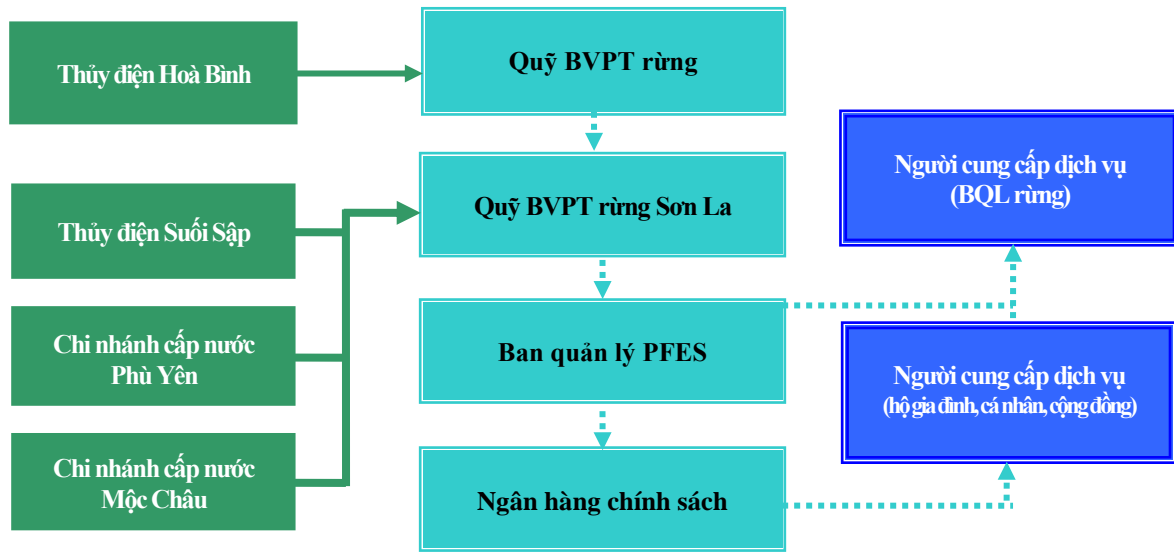 Thủy điện Hoà Bình
Quỹ BVPT rừng
Thủy điện Suối Sập
Quỹ BVPT rừng Sơn La
Người cung cấp dịch vụ
(BQL rừng)
Chi nhánh cấp nước
Phù Yên
Ban quản lý PFES
Người cung cấp dịch vụ
(hộ gia đình, cá nhân, cộng đồng)
Chi nhánh cấp nước
Mộc Châu
Ngân hàng chính sách